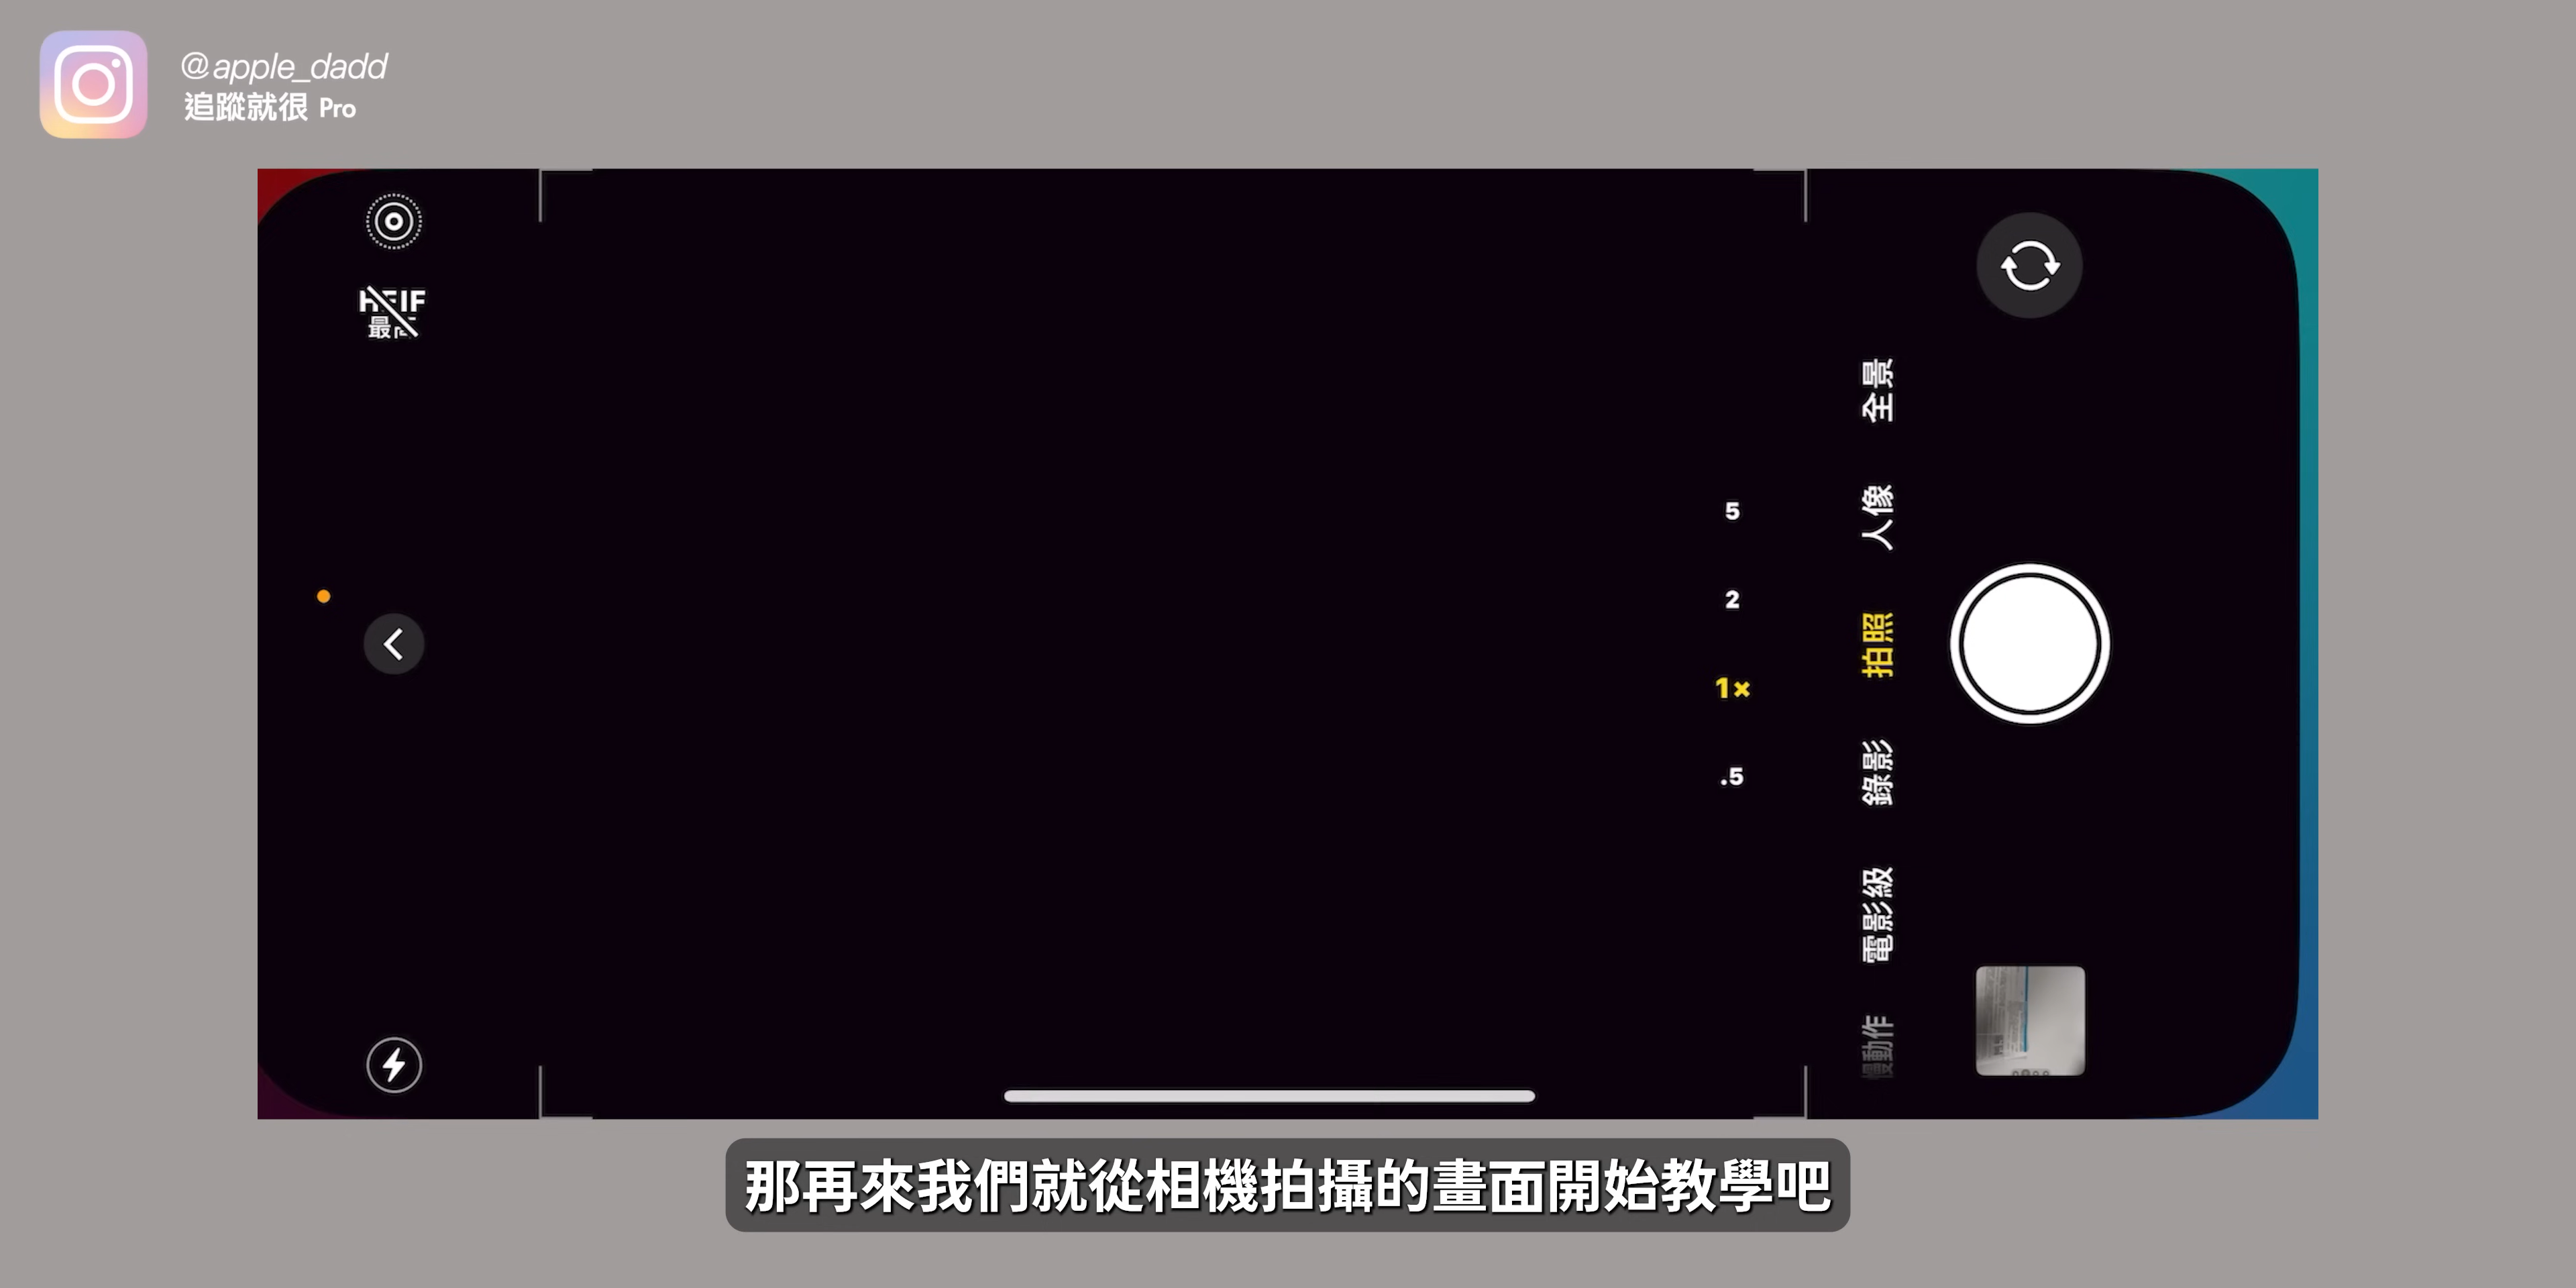 @apple_dadd
追蹤就很 Pro
HEIF
最高
5
2
1×
.5
全景
人像
拍照
錄影
電影級
慢動作
那再來我們就從相機拍攝的畫面開始教學吧